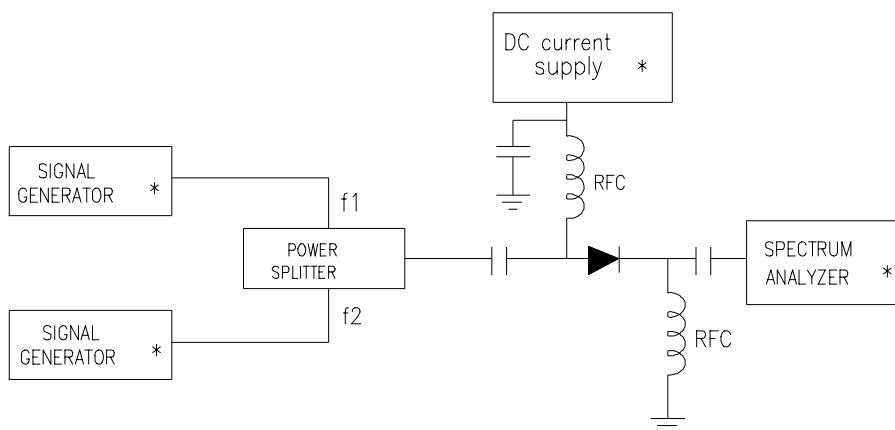 DC current
supply *
SIGNAL
GENERATOR *
RFC
f1
POWER
SPLITTER
SPECTRUM
ANALYZER *
f2
SIGNAL
GENERATOR *
RFC